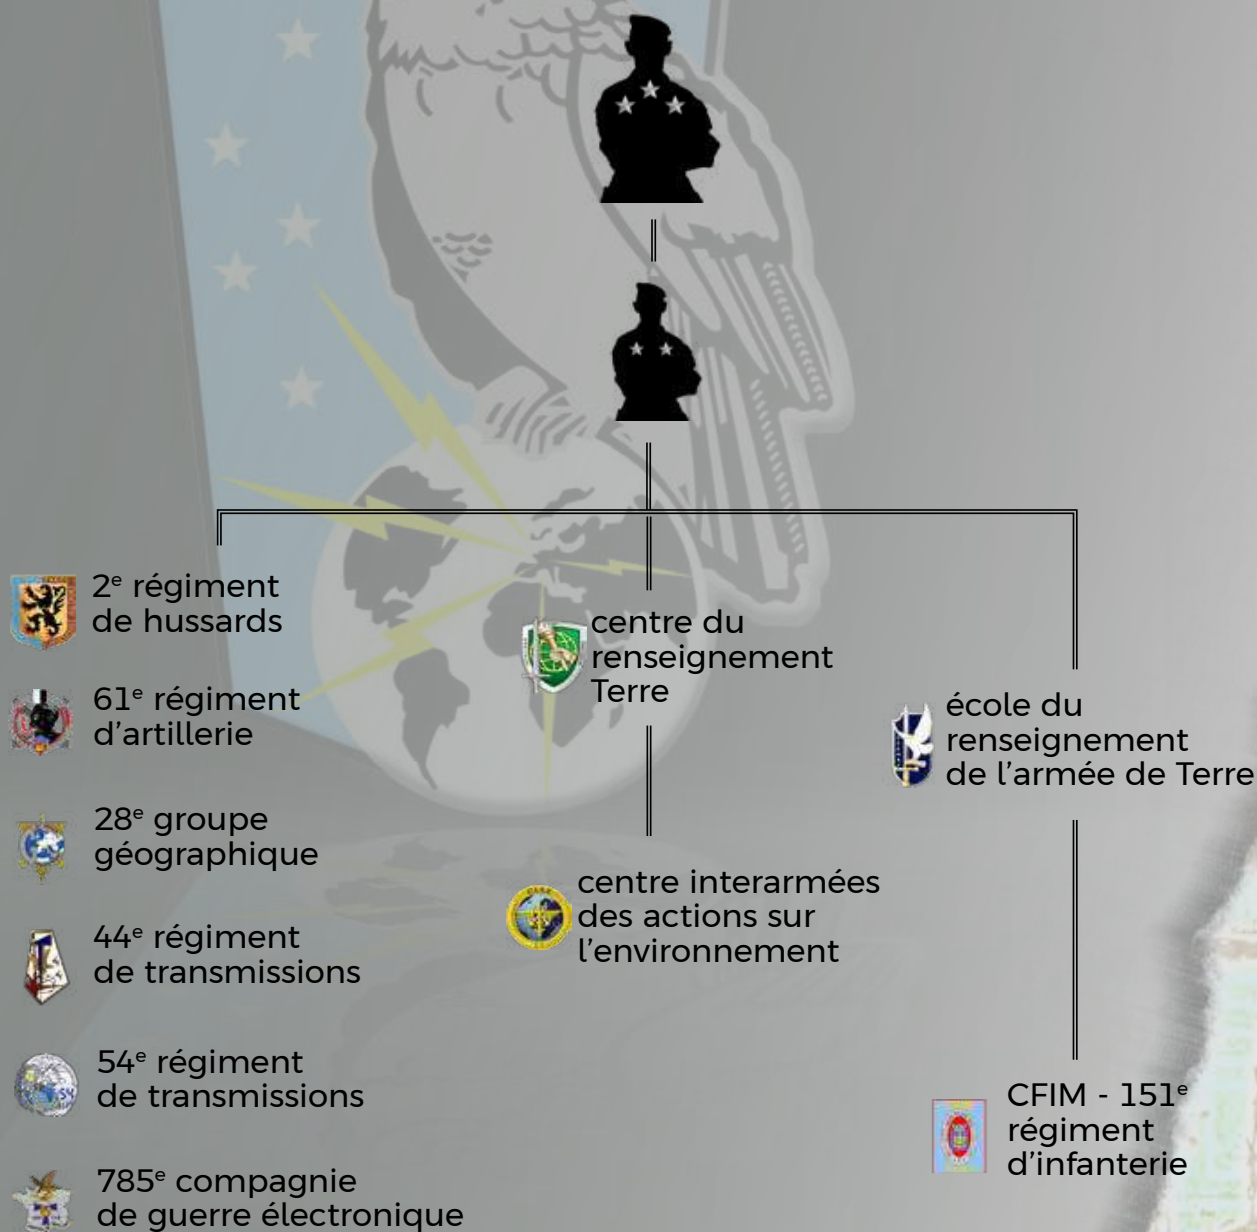 2e régiment
de hussards
61e régiment
d'artillerie
28e groupe
géographique
44e régiment
de transmissions
54e régiment
de transmissions
785e compagnie
de guerre électronique
centre du
renseignement
Terre
centre interarmées
des actions sur
l'environnement
école du
renseignement
de l'armée de Terre
CFIM - 151e
régiment
d'infanterie